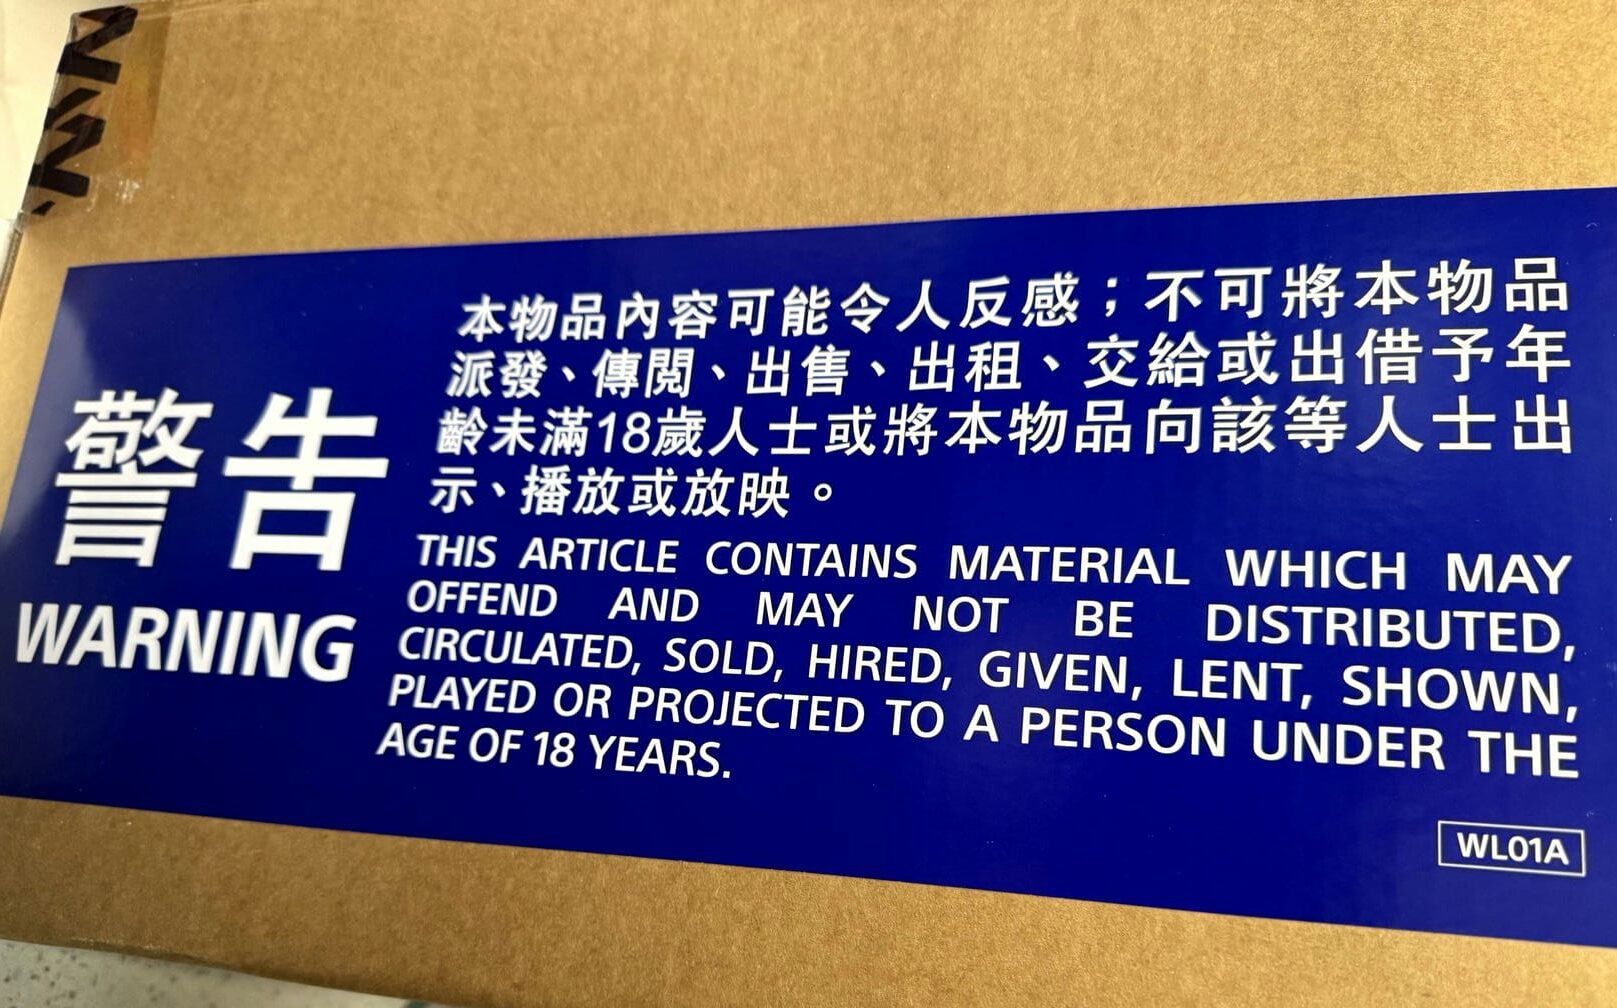 警告
WARNING
本物品內容可能令人反感；不可將本物品
派發、傳閱、出售、出租、交給或出借予年
齡未滿18歲人士或將本物品向該等人士出
示、播放或放映。
THIS ARTICLE CONTAINS MATERIAL WHICH MAY
OFFEND AND MAY NOT BE DISTRIBUTED,
CIRCULATED, SOLD, HIRED, GIVEN, LENT, SHOWN,
PLAYED OR PROJECTED TO A PERSON UNDER THE
AGE OF 18 YEARS.
WL01A